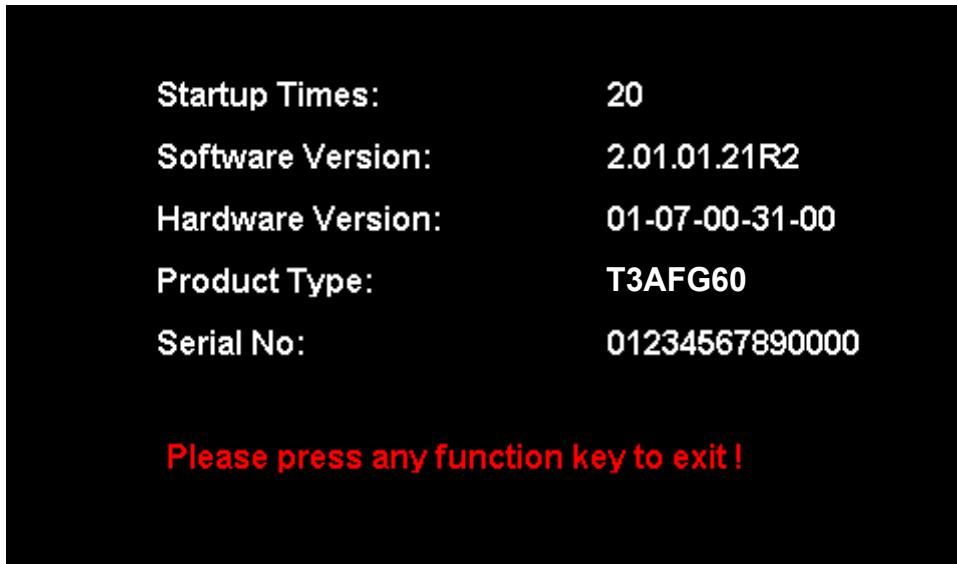 Startup Times: 20
Software Version: 2.01.01.21R2
Hardware Version: 01-07-00-31-00
Product Type: T3AFG60
Serial No: 01234567890000
Please press any function key to exit !